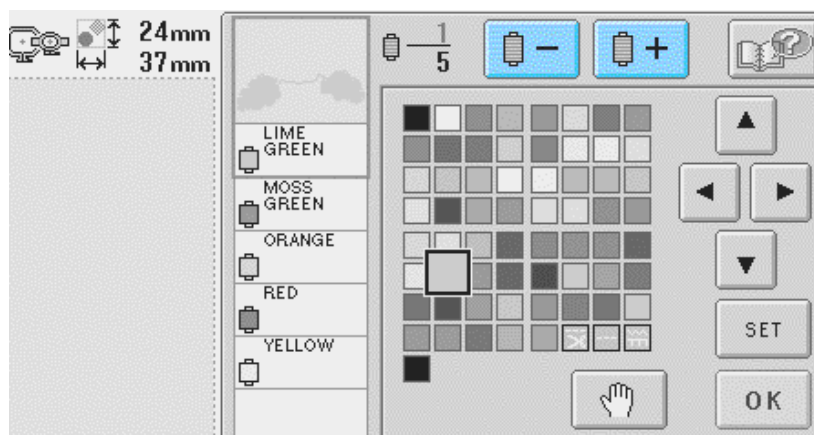 24mm
37mm
1
5
−
+
?
LIME
GREEN
MOSS
GREEN
ORANGE
RED
YELLOW
SET
OK